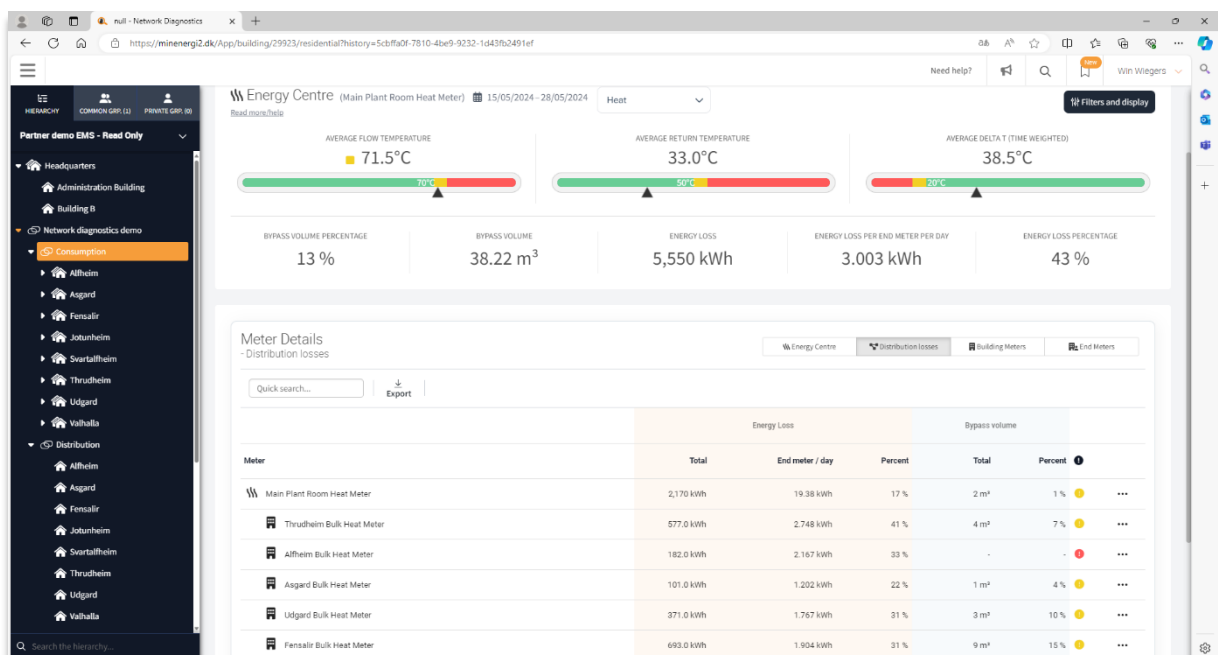 null - Network Diagnostics
https://minenergi2.dk/App/building/29923/residential?history=5cbffa0f-7810-4be9-9232-1d43fb2491ef
Need help?
New
Win Wiegers
HIERARCHY
COMMON GRP. (1)
PRIVATE GRP. (0)
Partner demo EMS - Read Only
Headquarters
Administration Building
Building B
Network diagnostics demo
Consumption
Alfheim
Asgard
Fensalir
Jotunheim
Svartalfheim
Thrudheim
Udgard
Valhalla
Distribution
Alfheim
Asgard
Fensalir
Jotunheim
Svartalfheim
Thrudheim
Udgard
Valhalla
Search the hierarchy...
Energy Centre (Main Plant Room Heat Meter) 15/05/2024-28/05/2024 Heat
Filters and display
Read more/help
AVERAGE FLOW TEMPERATURE
71.5°C
70°C
AVERAGE RETURN TEMPERATURE
33.0°C
50°C
AVERAGE DELTA T (TIME WEIGHTED)
38.5°C
20°C
BYPASS VOLUME PERCENTAGE
13 %
BYPASS VOLUME
38.22 m³
ENERGY LOSS
5,550 kWh
ENERGY LOSS PER END METER PER DAY
3.003 kWh
ENERGY LOSS PERCENTAGE
43 %
Meter Details
- Distribution losses
Energy Centre
Distribution losses
Building Meters
End Meters
Quick search...
Export
Energy Loss Bypass volume
Meter Total End meter / day Percent Total Percent
Main Plant Room Heat Meter 2,170 kWh 19.38 kWh 17 % 2 m³ 1 %
Thrudheim Bulk Heat Meter 577.0 kWh 2.748 kWh 41 % 4 m³ 7 %
Alfheim Bulk Heat Meter 182.0 kWh 2.167 kWh 33 % - -
Asgard Bulk Heat Meter 101.0 kWh 1.202 kWh 22 % 1 m³ 4 %
Udgard Bulk Heat Meter 371.0 kWh 1.767 kWh 31 % 3 m³ 10 %
Fensalir Bulk Heat Meter 693.0 kWh 1.904 kWh 31 % 9 m³ 15 %